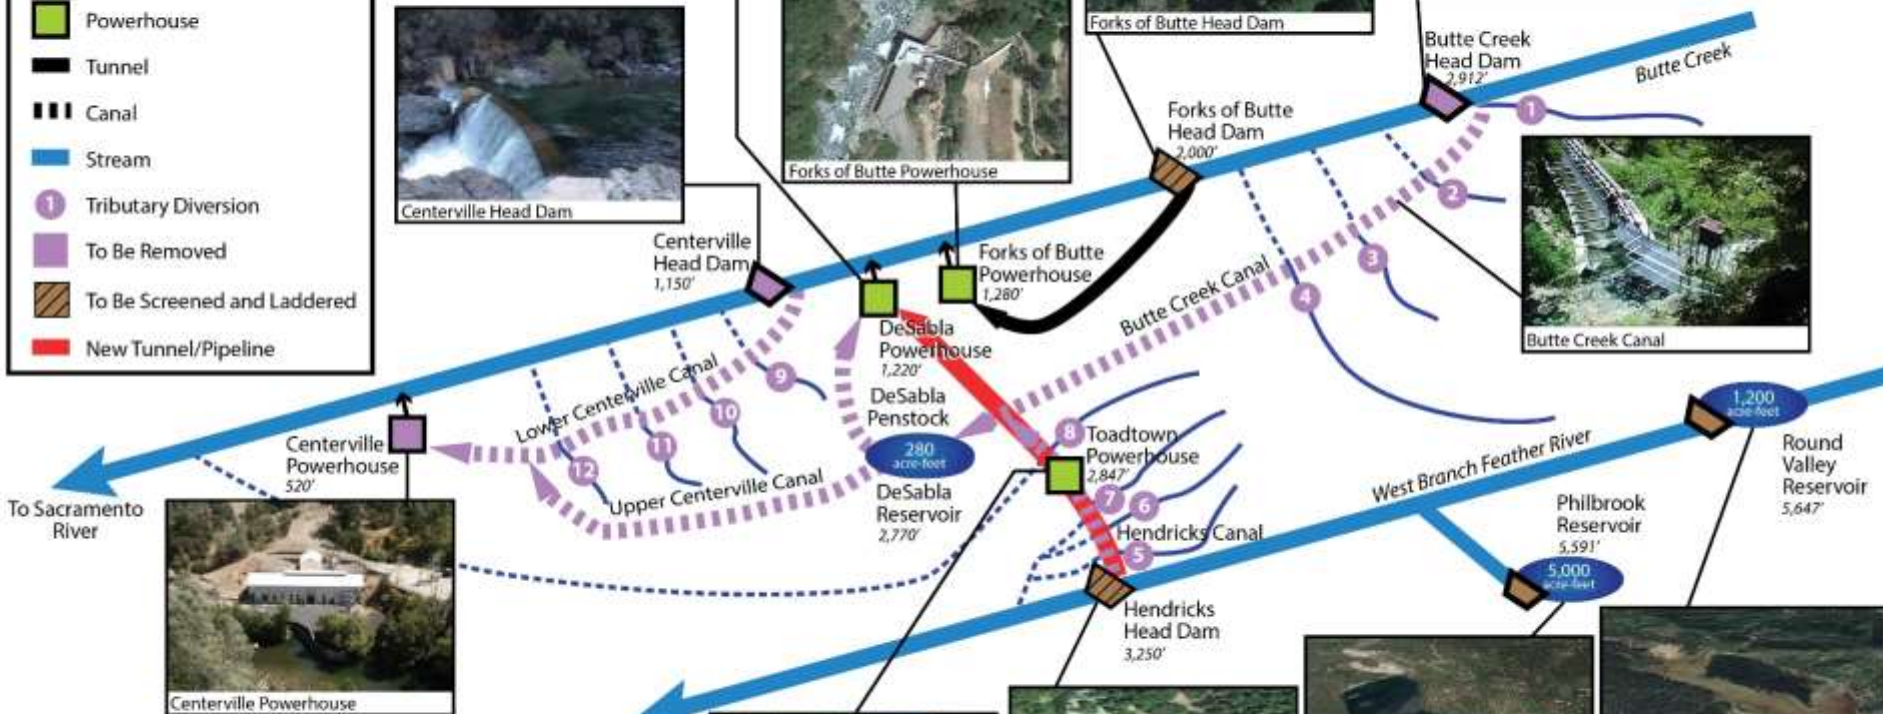 Powerhouse
Tunnel
Canal
Stream
1 Tributary Diversion
To Be Removed
To Be Screened and Laddered
New Tunnel/Pipeline
Centerville Head Dam
Forks of Butte Powerhouse
Forks of Butte Head Dam
Butte Creek
Head Dam
2,912'
Butte Creek
1
Forks of Butte
Head Dam
2,000'
2
3
4
Butte Creek Canal
Butte Creek Canal
Centerville
Head Dam
1,150'
Forks of Butte
Powerhouse
1,280'
DeSabla
Powerhouse
1,220'
DeSabla
Penstock
280
acre-feet
DeSabla
Reservoir
2,770'
Lower Centerville Canal
9
10
11
12
Upper Centerville Canal
Centerville
Powerhouse
520'
To Sacramento
River
Centerville Powerhouse
8
Toadtown
Powerhouse
2,847'
7
6
Hendricks Canal
5
Hendricks
Head Dam
3,250'
West Branch Feather River
1,200
acre-feet
Round
Valley
Reservoir
5,647'
Philbrook
Reservoir
5,591'
5,000
acre-feet